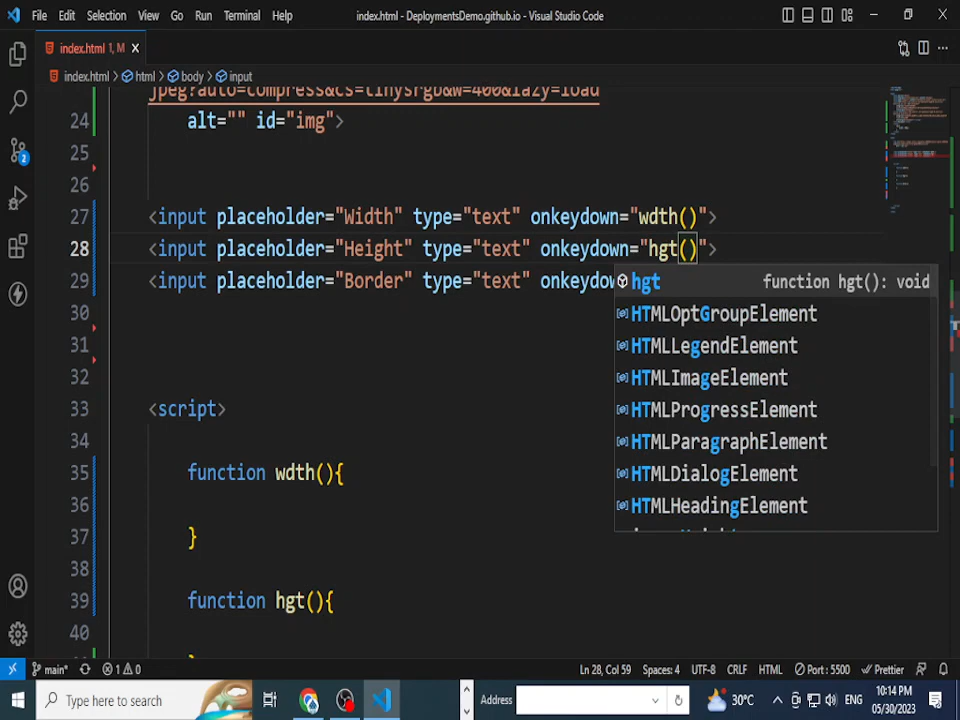 File Edit Selection View Go Run Terminal Help index.html - DeploymentsDemo.github.io - Visual Studio Code
index.html 1, M
index.html > html > body > input
jpeg?auto=compress&cs=tinysrgb&w=400&lazy=load
24 alt="" id="img">
25
26
27 <input placeholder="Width" type="text" onkeydown="wdth()">
28 <input placeholder="Height" type="text" onkeydown="hgt()">
29 <input placeholder="Border" type="text" onkeydow
hgt function hgt(): void
30 HTMLOptGroupElement
31 HTMLLegendElement
32 HTMLImageElement
33 <script> HTMLProgressElement
34 HTMLParagraphElement
35 function wdth(){ HTMLDialogElement
36 HTMLHeadingElement
37 }
38
39 function hgt(){
40
2
main* 1 0 Ln 28, Col 59 Spaces: 4 UTF-8 CRLF HTML Port : 5500 Prettier
Type here to search Address 30°C ENG 10:14 PM
05/30/2023